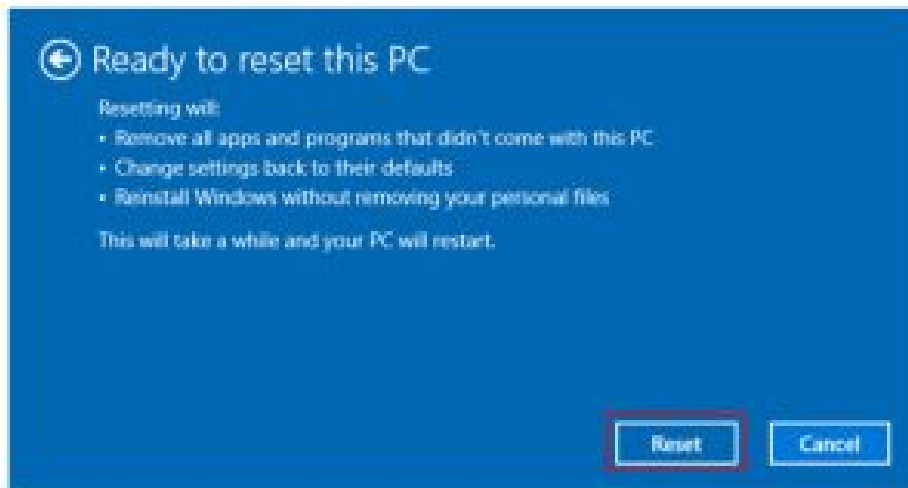 Ready to reset this PC
Resetting will:
• Remove all apps and programs that didn't come with this PC
• Change settings back to their defaults
• Reinstall Windows without removing your personal files
This will take a while and your PC will restart.
Reset
Cancel